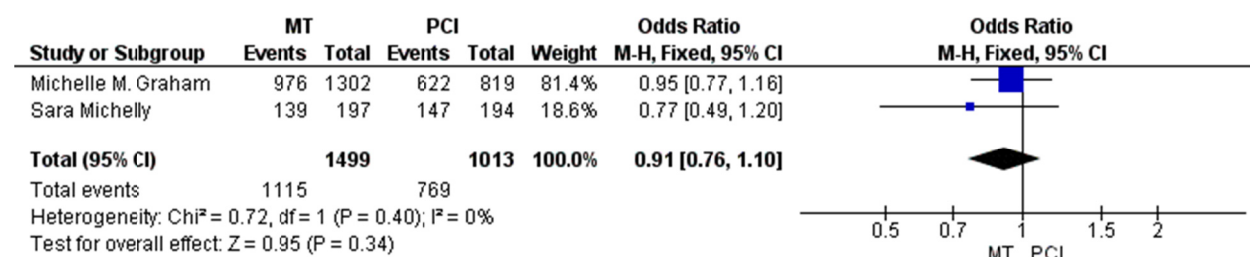 MT PCI Odds Ratio Odds Ratio
Study or Subgroup Events Total Events Total Weight M-H, Fixed, 95% CI M-H, Fixed, 95% CI
Michelle M. Graham 976 1302 622 819 81.4% 0.95 [0.77, 1.16]
Sara Michelly 139 197 147 194 18.6% 0.77 [0.49, 1.20]
Total (95% CI) 1499 1013 100.0% 0.91 [0.76, 1.10]
Total events 1115 769
Heterogeneity: Chi² = 0.72, df = 1 (P = 0.40); I² = 0%
Test for overall effect: Z = 0.95 (P = 0.34)
0.5 0.7 1 1.5 2
MT PCI